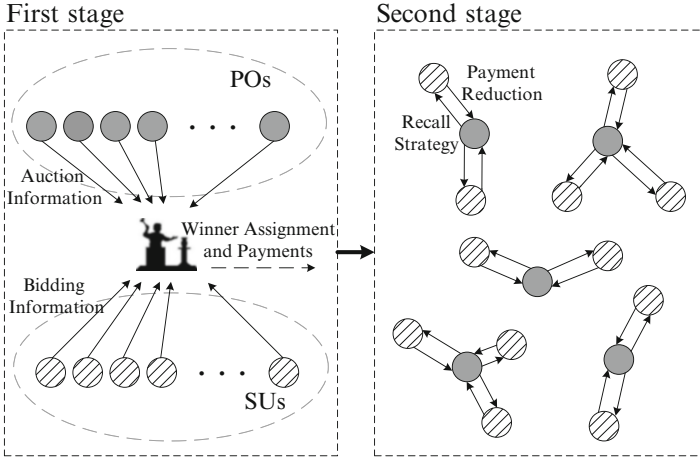 First stage
Second stage
POs
· · ·
Auction
Information
Winner Assignment
and Payments
Bidding
Information
· · ·
SUs
Payment
Reduction
Recall
Strategy